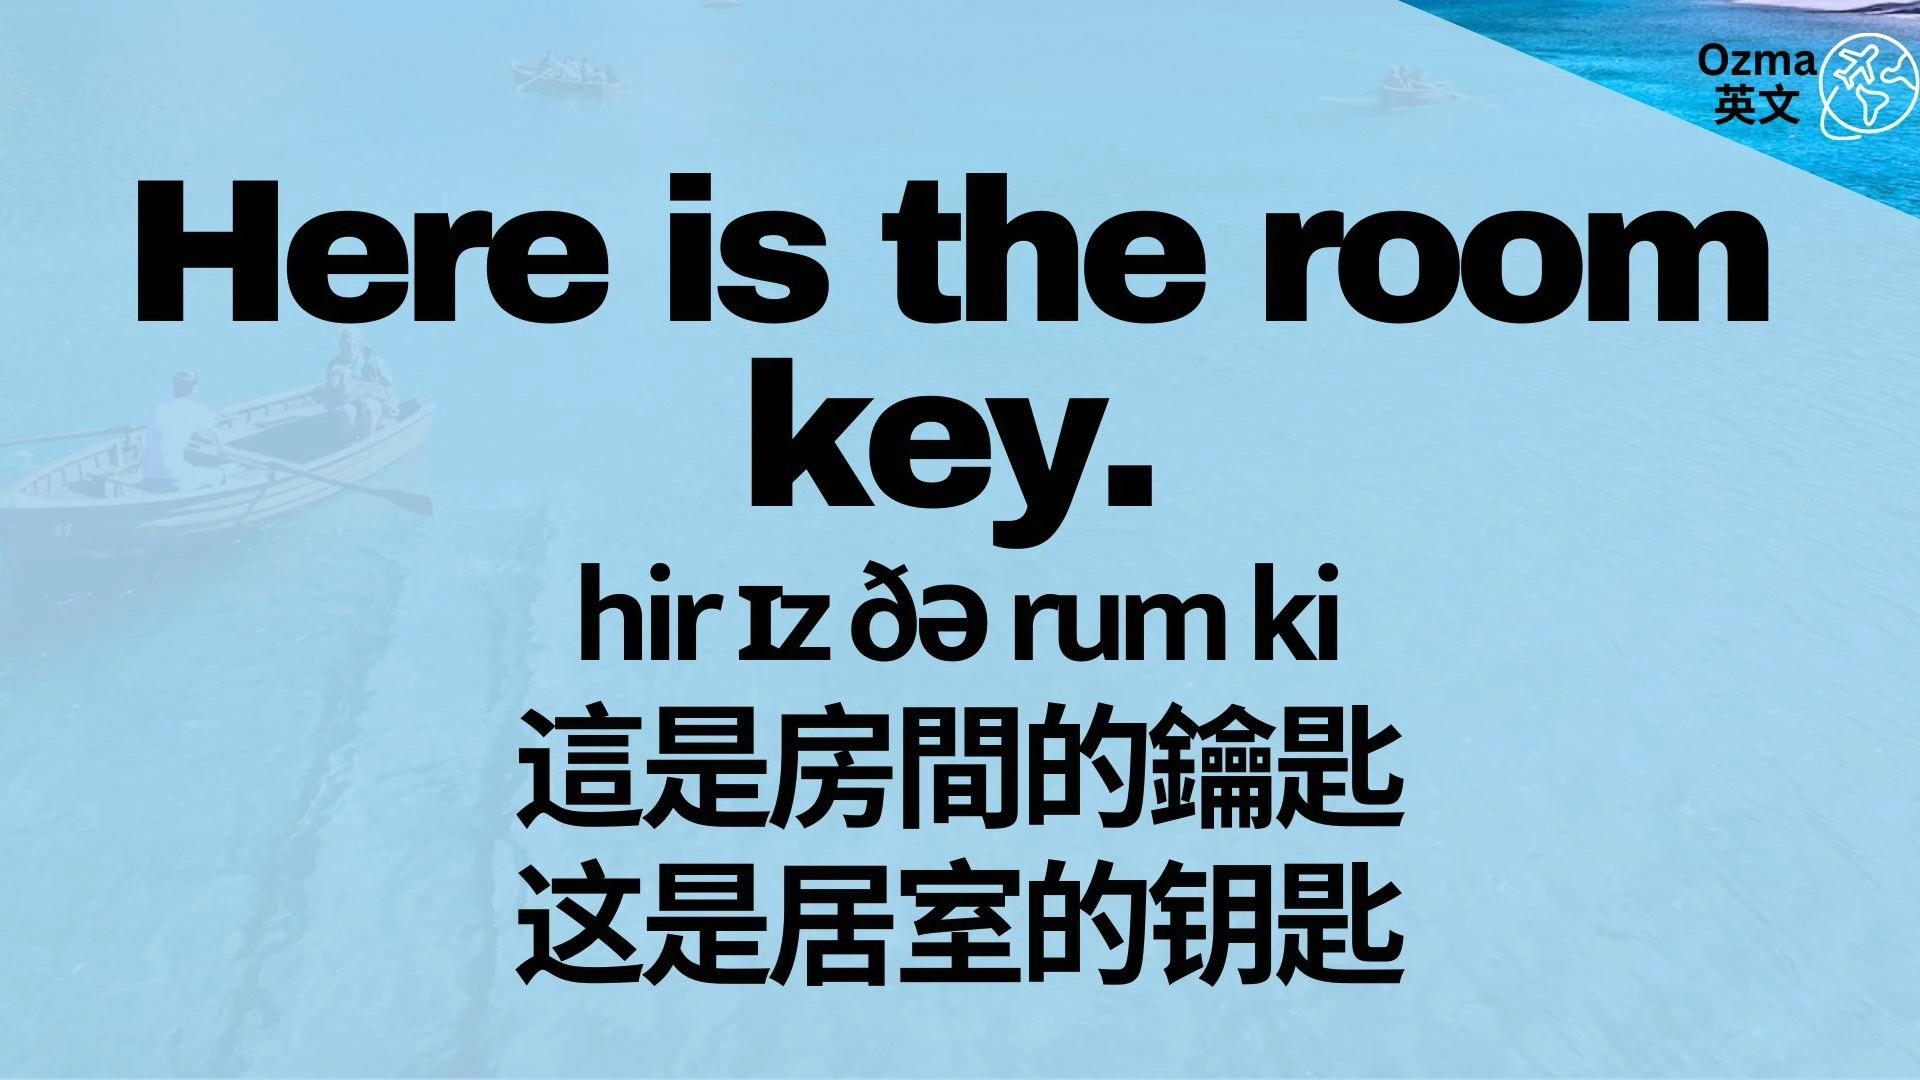 Ozma
英文
Here is the room
key.
hir ɪz ðə rum ki
這是房間的鑰匙
这是居室的钥匙